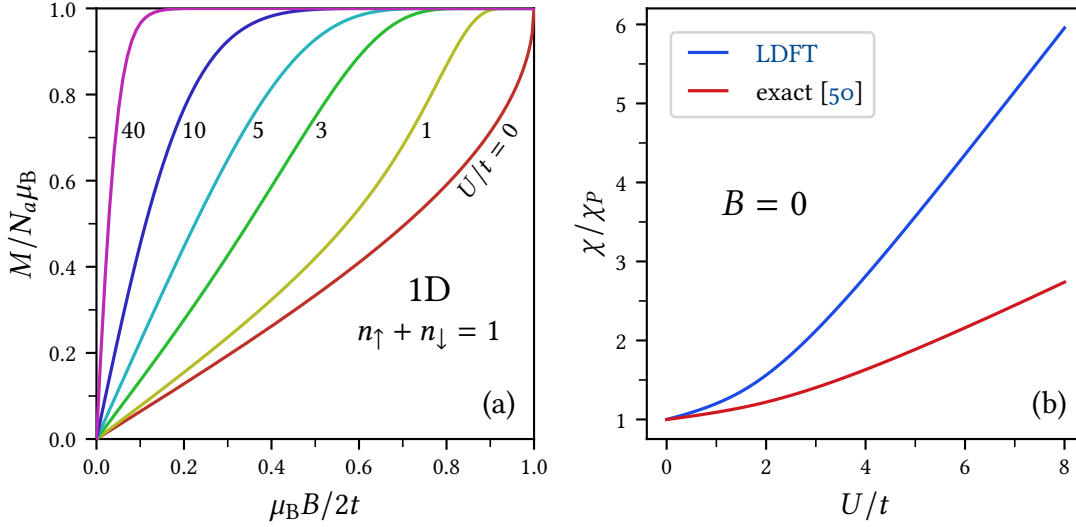 1.0
0.8
0.6
0.4
0.2
0.0
M/Nₐμ_B
40
10
5
3
1
U/t = 0
1D
n↑ + n↓ = 1
(a)
0.0 0.2 0.4 0.6 0.8 1.0
μ_B B/2t
6
5
4
3
2
1
χ/χ_P
LDFT
exact [50]
B = 0
(b)
0 2 4 6 8
U/t